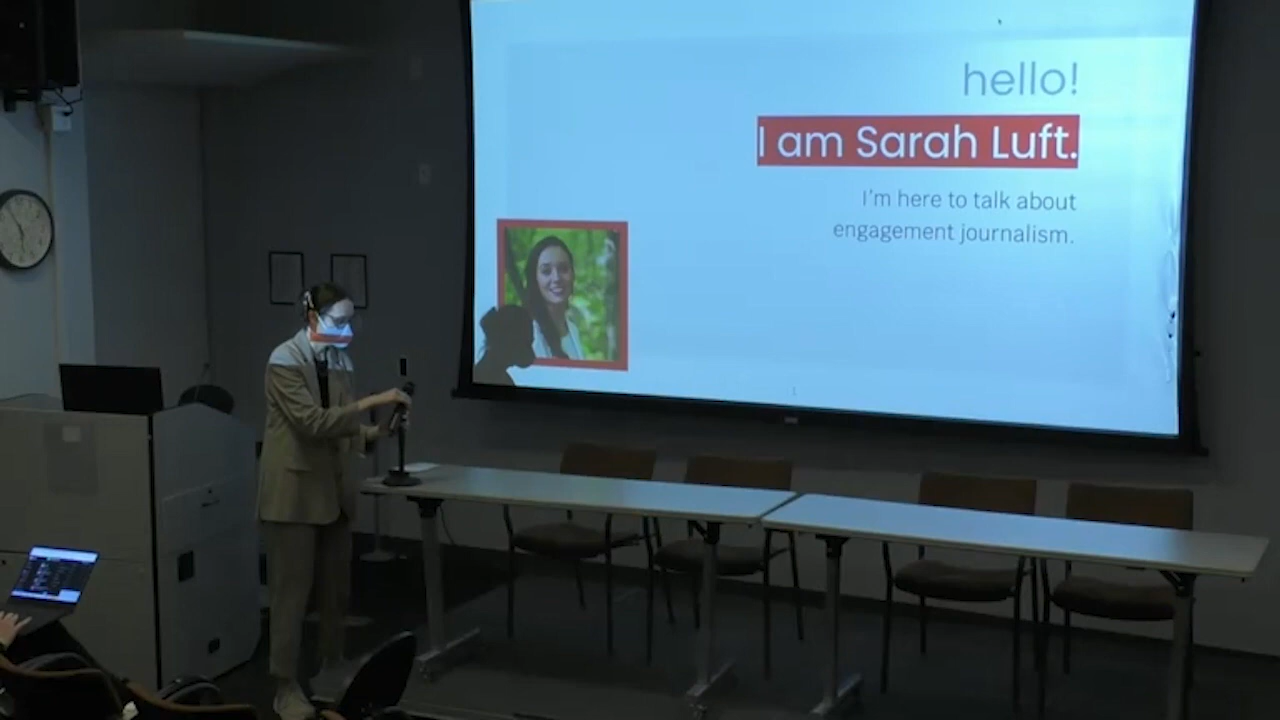 hello!
I am Sarah Luft.
I'm here to talk about
engagement journalism.